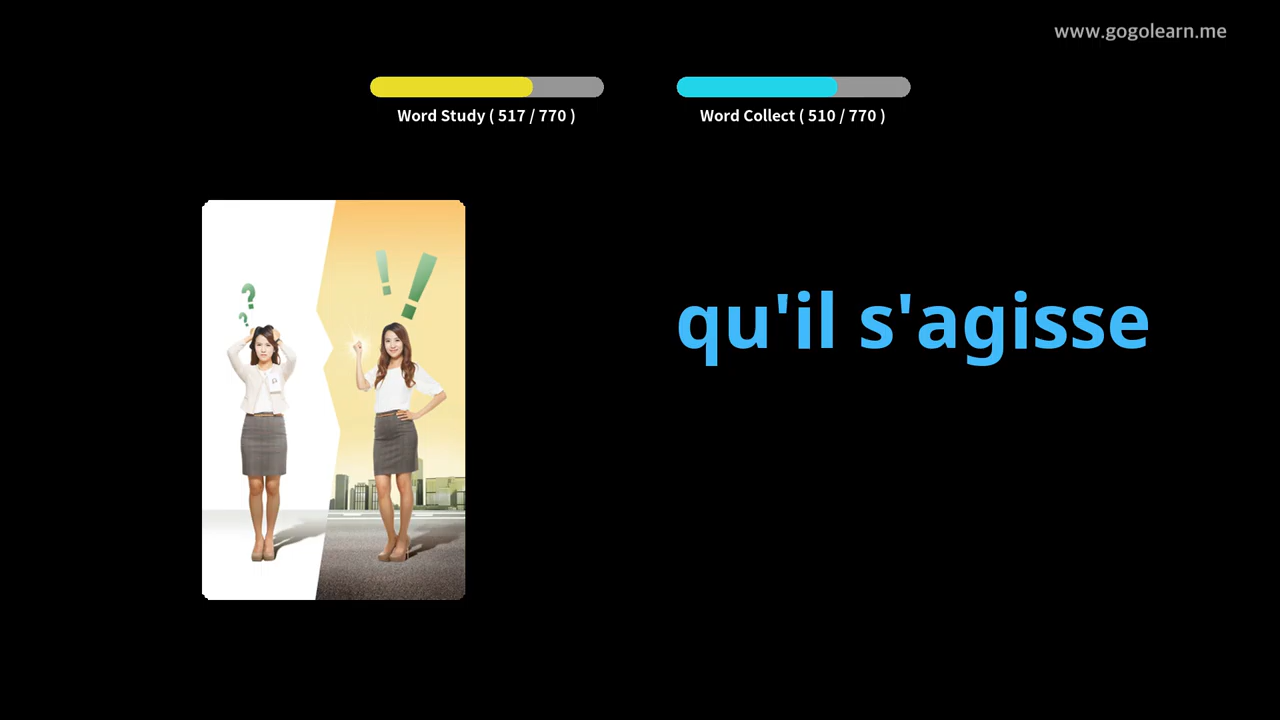 www.gogolearn.me
Word Study ( 517 / 770 )
Word Collect ( 510 / 770 )
? ? ! !
qu'il s'agisse